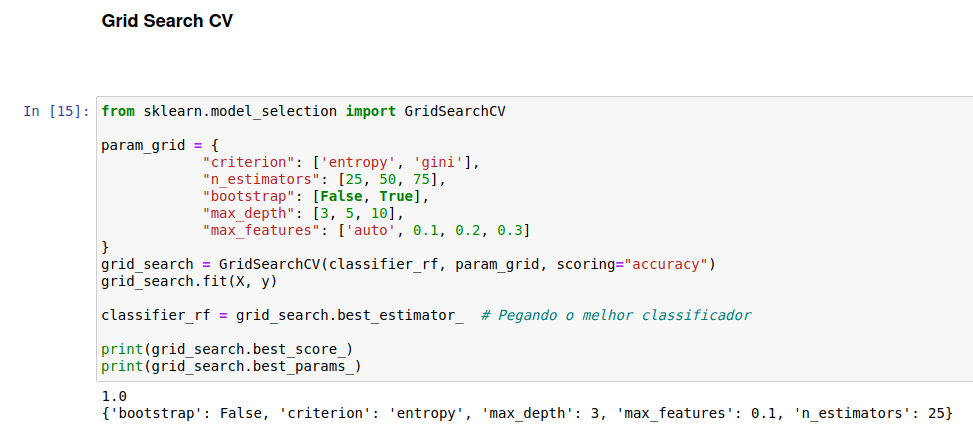 Grid Search CV
In [15]: from sklearn.model_selection import GridSearchCV
param_grid = {
"criterion": ['entropy', 'gini'],
"n_estimators": [25, 50, 75],
"bootstrap": [False, True],
"max_depth": [3, 5, 10],
"max_features": ['auto', 0.1, 0.2, 0.3]
}
grid_search = GridSearchCV(classifier_rf, param_grid, scoring="accuracy")
grid_search.fit(X, y)
classifier_rf = grid_search.best_estimator_  # Pegando o melhor classificador
print(grid_search.best_score_)
print(grid_search.best_params_)
1.0
{'bootstrap': False, 'criterion': 'entropy', 'max_depth': 3, 'max_features': 0.1, 'n_estimators': 25}